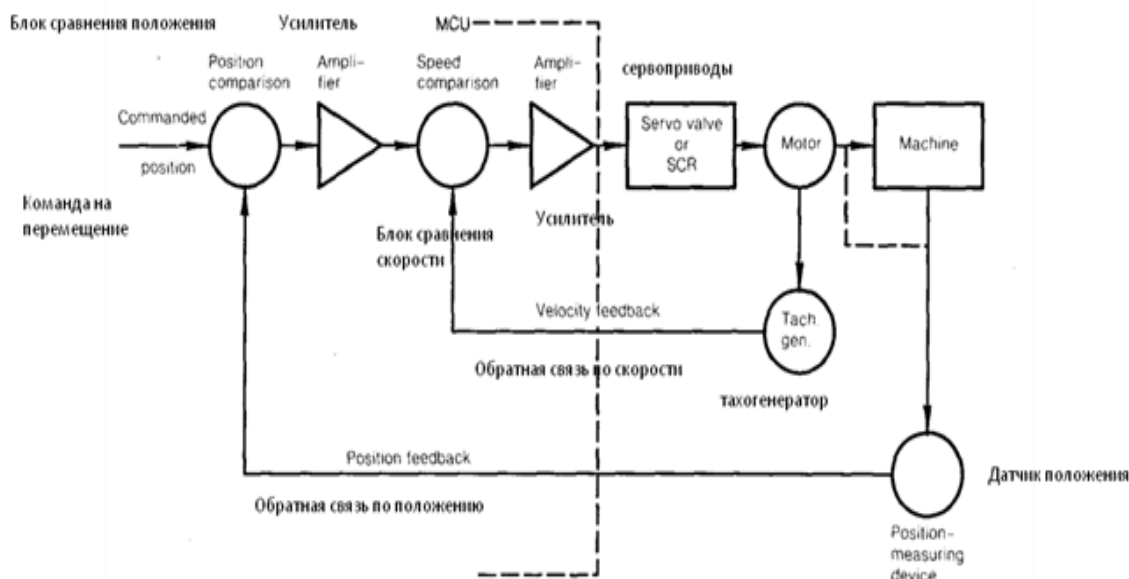 Блок сравнения положения
Усилитель
MCU
Position
comparison
Ampli-
fier
Speed
comparison
Ampli-
fier
сервоприводы
Commanded
position
Servo valve
or
SCR
Motor
Machine
Команда на
перемещение
Усилитель
Блок сравнения
скорости
Velocity feedback
Tach.
gen.
Обратная связь по скорости
тахогенератор
Position feedback
Датчик положения
Обратная связь по положению
Position-
measuring
device